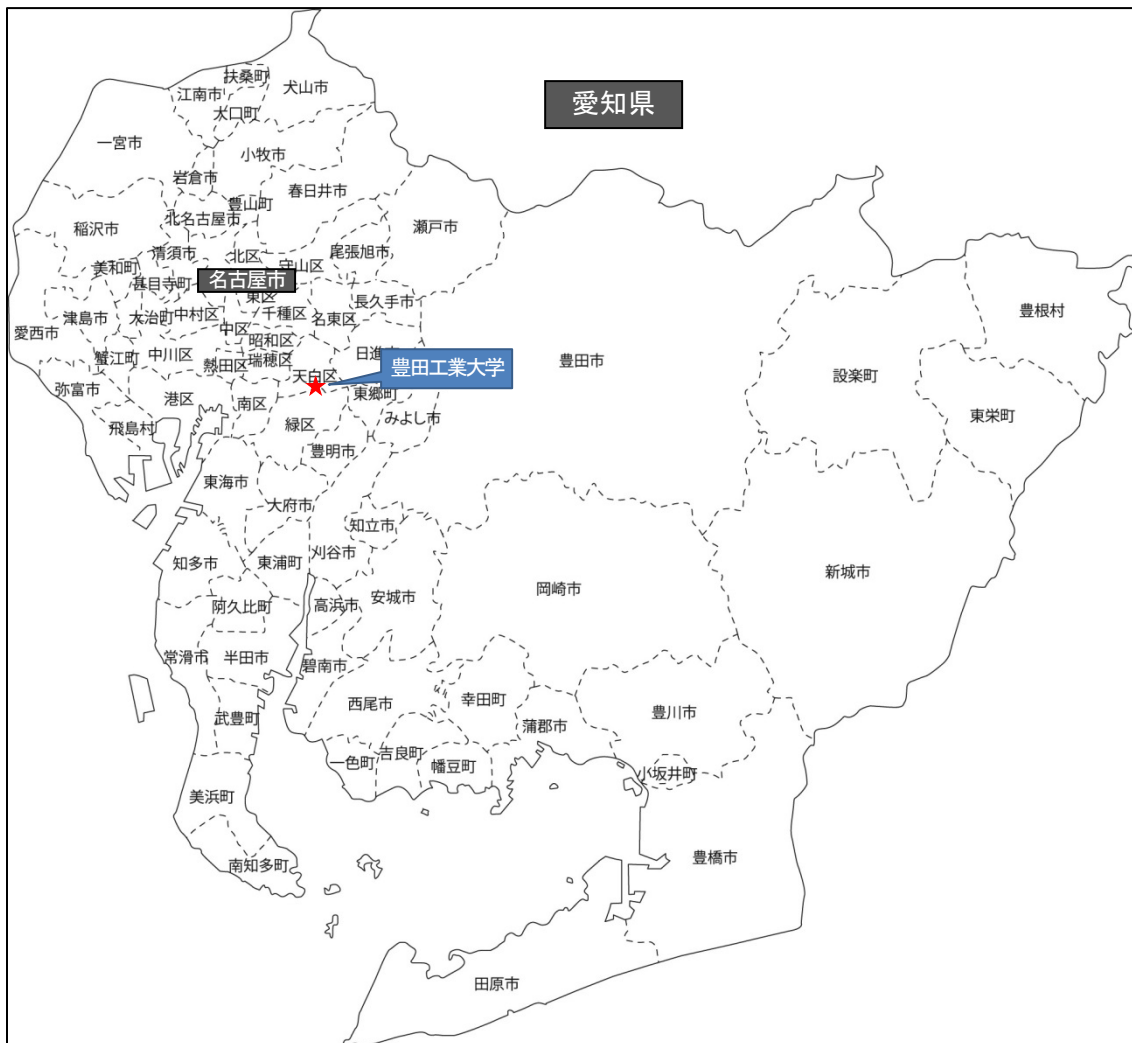 愛知県
扶桑町
犬山市
江南市
大口町
一宮市
小牧市
岩倉市
春日井市
豊山町
北名古屋市
稲沢市
瀬戸市
清須市
北区
尾張旭市
守山区
美和町
甚目寺町
名古屋市
東区
長久手市
豊根村
津島市
大治町
中村区
千種区
名東区
愛西市
中区
昭和区
蟹江町
中川区
熱田区
瑞穂区
日進市
豊田市
豊田工業大学
設楽町
弥富市
天白区
港区
南区
東郷町
みよし市
東栄町
飛島村
緑区
豊明市
東海市
大府市
知立市
知多市
東浦町
刈谷市
新城市
岡崎市
阿久比町
高浜市
安城市
常滑市
半田市
碧南市
西尾市
幸田町
武豊町
蒲郡市
豊川市
一色町
吉良町
幡豆町
小坂井町
美浜町
南知多町
豊橋市
田原市